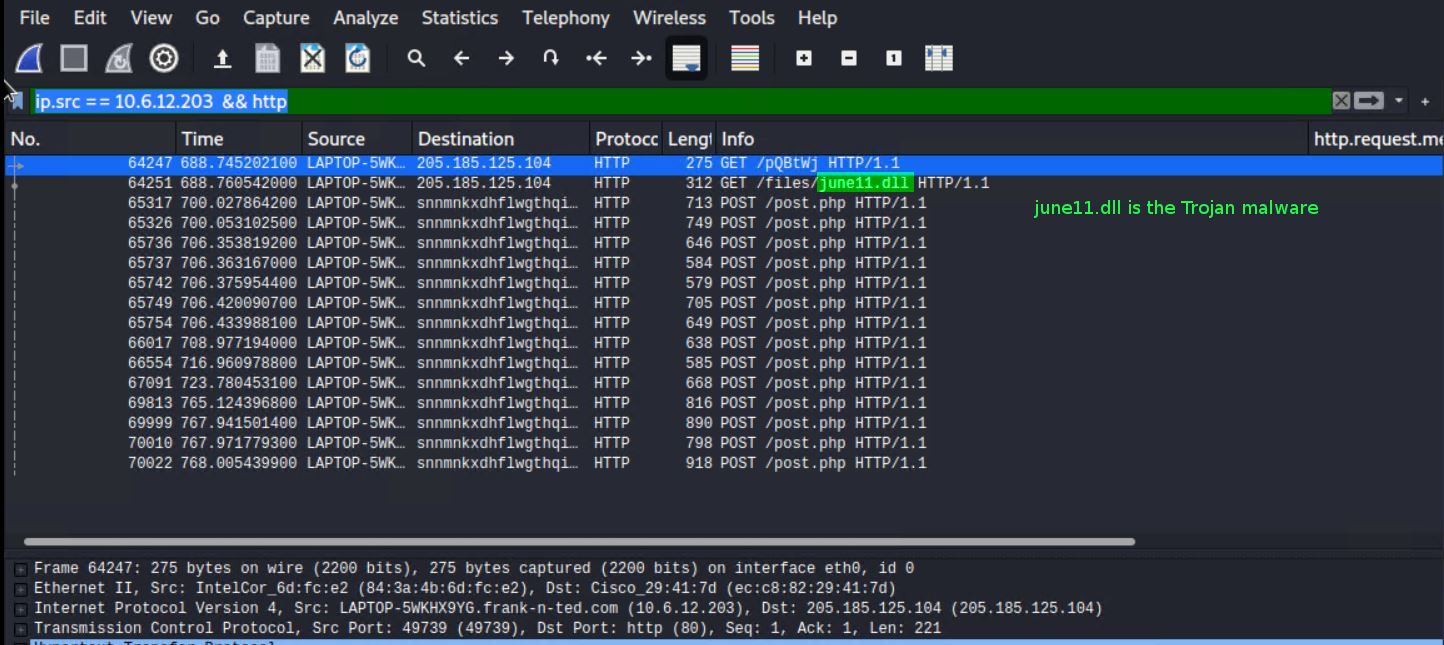 File Edit View Go Capture Analyze Statistics Telephony Wireless Tools Help
ip.src == 10.6.12.203 && http
No. Time Source Destination Protocc Lengt Info http.request.me
64247 688.745202100 LAPTOP-5WK… 205.185.125.104 HTTP 275 GET /pQBtWj HTTP/1.1
64251 688.760542000 LAPTOP-5WK… 205.185.125.104 HTTP 312 GET /files/june11.dll HTTP/1.1
65317 700.027864200 LAPTOP-5WK… snnmnkxdhflwgthqi… HTTP 713 POST /post.php HTTP/1.1
june11.dll is the Trojan malware
65326 700.053102500 LAPTOP-5WK… snnmnkxdhflwgthqi… HTTP 749 POST /post.php HTTP/1.1
65736 706.353819200 LAPTOP-5WK… snnmnkxdhflwgthqi… HTTP 646 POST /post.php HTTP/1.1
65737 706.363167000 LAPTOP-5WK… snnmnkxdhflwgthqi… HTTP 584 POST /post.php HTTP/1.1
65742 706.375954400 LAPTOP-5WK… snnmnkxdhflwgthqi… HTTP 579 POST /post.php HTTP/1.1
65749 706.420090700 LAPTOP-5WK… snnmnkxdhflwgthqi… HTTP 705 POST /post.php HTTP/1.1
65754 706.433988100 LAPTOP-5WK… snnmnkxdhflwgthqi… HTTP 649 POST /post.php HTTP/1.1
66017 708.977194000 LAPTOP-5WK… snnmnkxdhflwgthqi… HTTP 638 POST /post.php HTTP/1.1
66554 716.960978800 LAPTOP-5WK… snnmnkxdhflwgthqi… HTTP 585 POST /post.php HTTP/1.1
67091 723.780453100 LAPTOP-5WK… snnmnkxdhflwgthqi… HTTP 668 POST /post.php HTTP/1.1
69813 765.124396800 LAPTOP-5WK… snnmnkxdhflwgthqi… HTTP 816 POST /post.php HTTP/1.1
69999 767.941501400 LAPTOP-5WK… snnmnkxdhflwgthqi… HTTP 890 POST /post.php HTTP/1.1
70010 767.971779300 LAPTOP-5WK… snnmnkxdhflwgthqi… HTTP 798 POST /post.php HTTP/1.1
70022 768.005439900 LAPTOP-5WK… snnmnkxdhflwgthqi… HTTP 918 POST /post.php HTTP/1.1
Frame 64247: 275 bytes on wire (2200 bits), 275 bytes captured (2200 bits) on interface eth0, id 0
Ethernet II, Src: IntelCor_6d:fc:e2 (84:3a:4b:6d:fc:e2), Dst: Cisco_29:41:7d (ec:c8:82:29:41:7d)
Internet Protocol Version 4, Src: LAPTOP-5WKHX9YG.frank-n-ted.com (10.6.12.203), Dst: 205.185.125.104 (205.185.125.104)
Transmission Control Protocol, Src Port: 49739 (49739), Dst Port: http (80), Seq: 1, Ack: 1, Len: 221